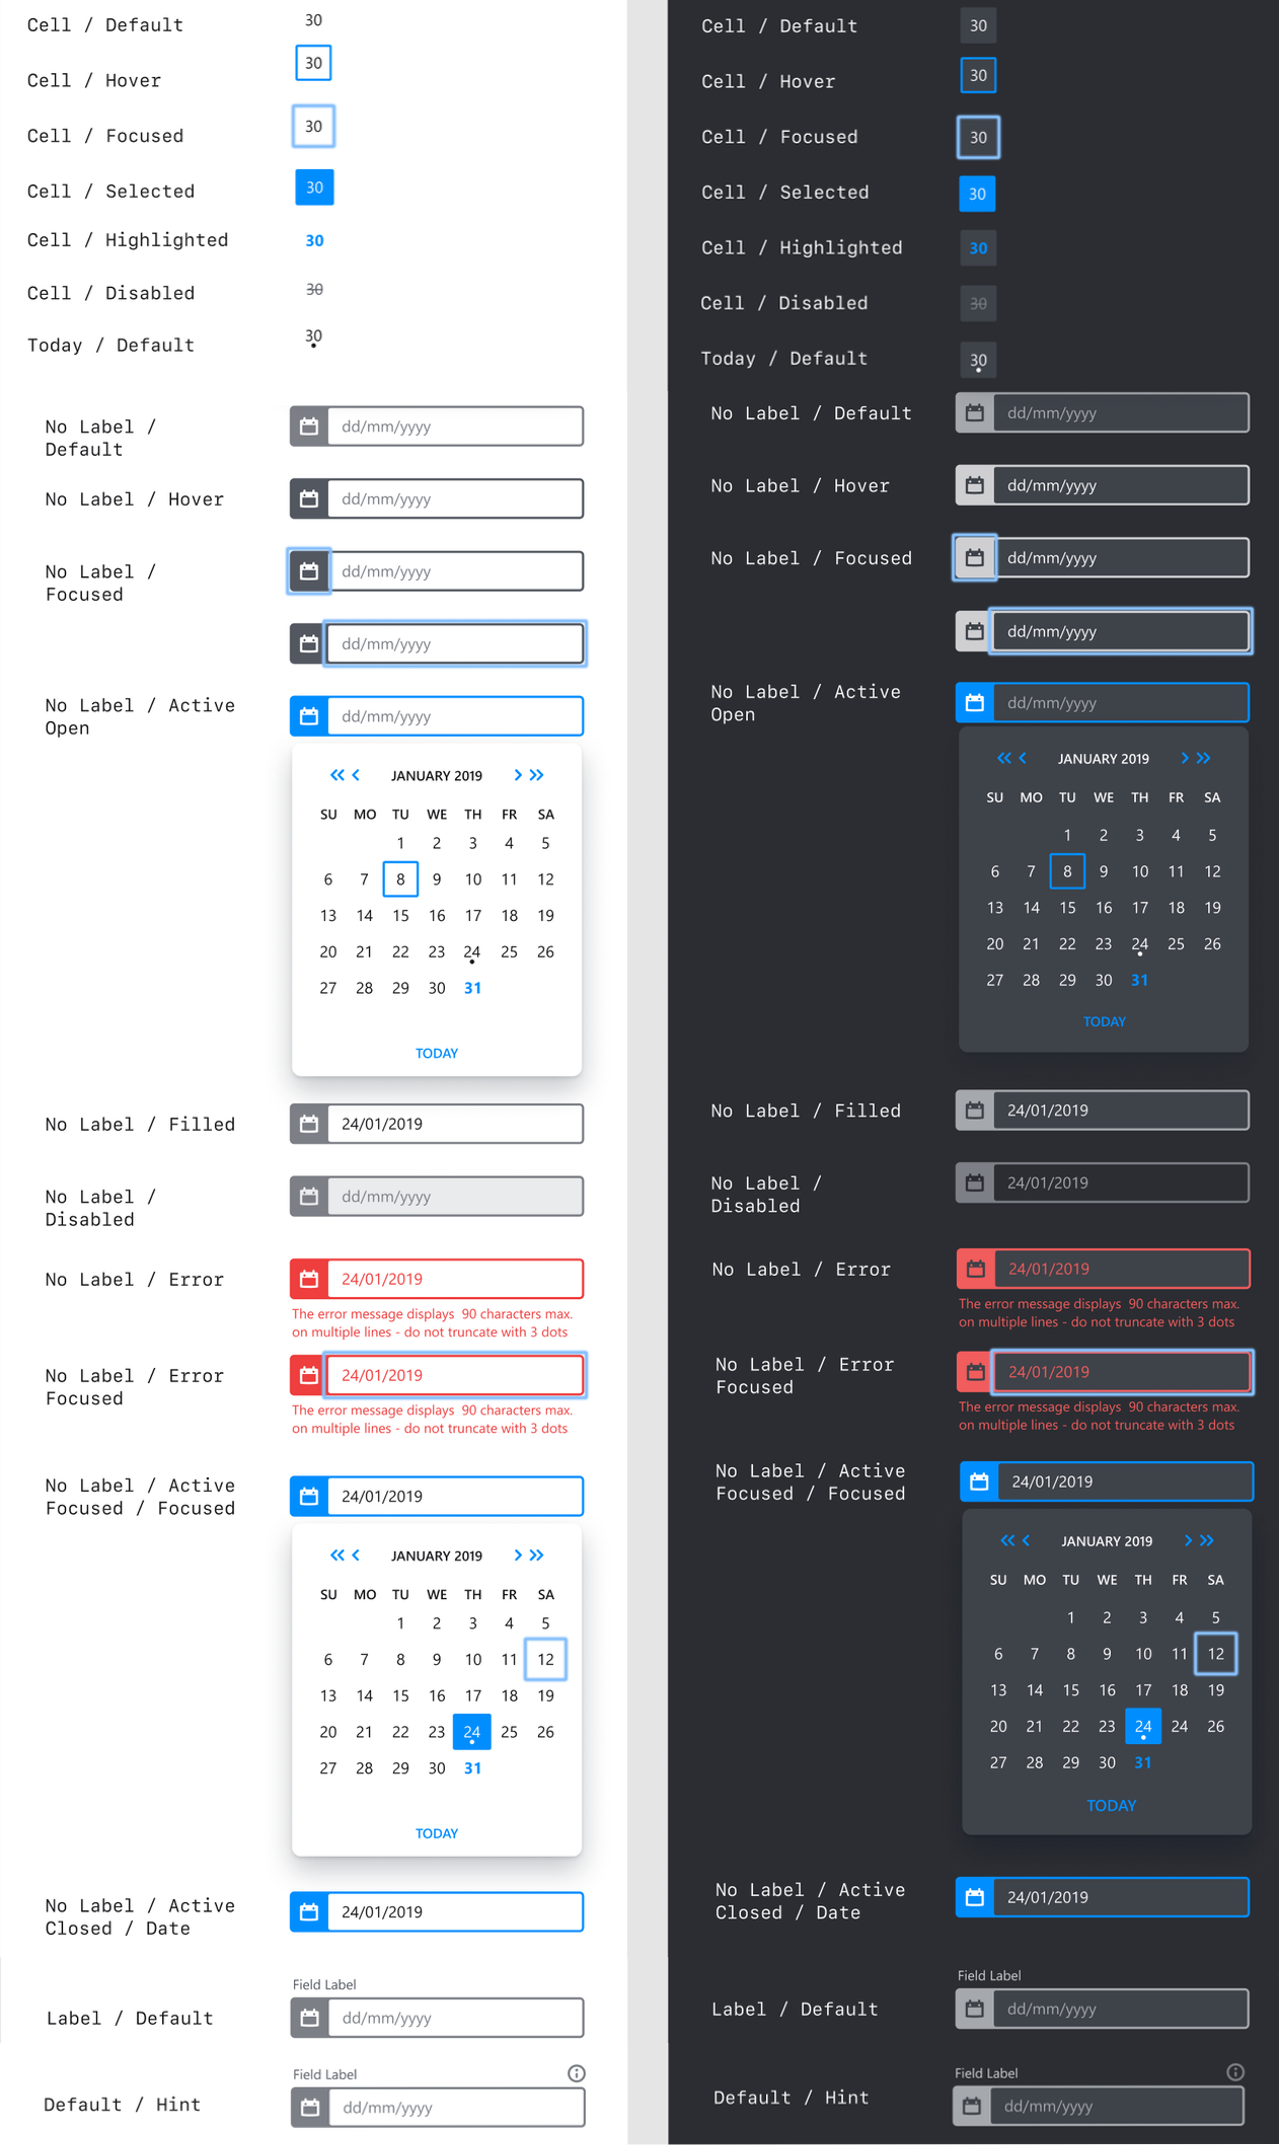 Cell / Default
30
Cell / Hover
30
Cell / Focused
30
Cell / Selected
30
Cell / Highlighted
30
Cell / Disabled
30
Today / Default
30
No Label /
Default
dd/mm/yyyy
No Label / Hover
dd/mm/yyyy
No Label /
Focused
dd/mm/yyyy
dd/mm/yyyy
No Label / Active
Open
dd/mm/yyyy
JANUARY 2019
SU MO TU WE TH FR SA
1 2 3 4 5
6 7 8 9 10 11 12
13 14 15 16 17 18 19
20 21 22 23 24 25 26
27 28 29 30 31
TODAY
No Label / Filled
24/01/2019
No Label /
Disabled
dd/mm/yyyy
No Label / Error
24/01/2019
The error message displays 90 characters max.
on multiple lines - do not truncate with 3 dots
No Label / Error
Focused
24/01/2019
The error message displays 90 characters max.
on multiple lines - do not truncate with 3 dots
No Label / Active
Focused / Focused
24/01/2019
JANUARY 2019
SU MO TU WE TH FR SA
1 2 3 4 5
6 7 8 9 10 11 12
13 14 15 16 17 18 19
20 21 22 23 24 25 26
27 28 29 30 31
TODAY
No Label / Active
Closed / Date
24/01/2019
Field Label
Label / Default
dd/mm/yyyy
Field Label
Default / Hint
dd/mm/yyyy
Cell / Default
30
Cell / Hover
30
Cell / Focused
30
Cell / Selected
30
Cell / Highlighted
30
Cell / Disabled
30
Today / Default
30
No Label / Default
dd/mm/yyyy
No Label / Hover
dd/mm/yyyy
No Label / Focused
dd/mm/yyyy
dd/mm/yyyy
No Label / Active
Open
dd/mm/yyyy
JANUARY 2019
SU MO TU WE TH FR SA
1 2 3 4 5
6 7 8 9 10 11 12
13 14 15 16 17 18 19
20 21 22 23 24 25 26
27 28 29 30 31
TODAY
No Label / Filled
24/01/2019
No Label /
Disabled
24/01/2019
No Label / Error
24/01/2019
The error message displays 90 characters max.
on multiple lines - do not truncate with 3 dots
No Label / Error
Focused
24/01/2019
The error message displays 90 characters max.
on multiple lines - do not truncate with 3 dots
No Label / Active
Focused / Focused
24/01/2019
JANUARY 2019
SU MO TU WE TH FR SA
1 2 3 4 5
6 7 8 9 10 11 12
13 14 15 16 17 18 19
20 21 22 23 24 24 26
27 28 29 30 31
TODAY
No Label / Active
Closed / Date
24/01/2019
Field Label
Label / Default
dd/mm/yyyy
Field Label
Default / Hint
dd/mm/yyyy